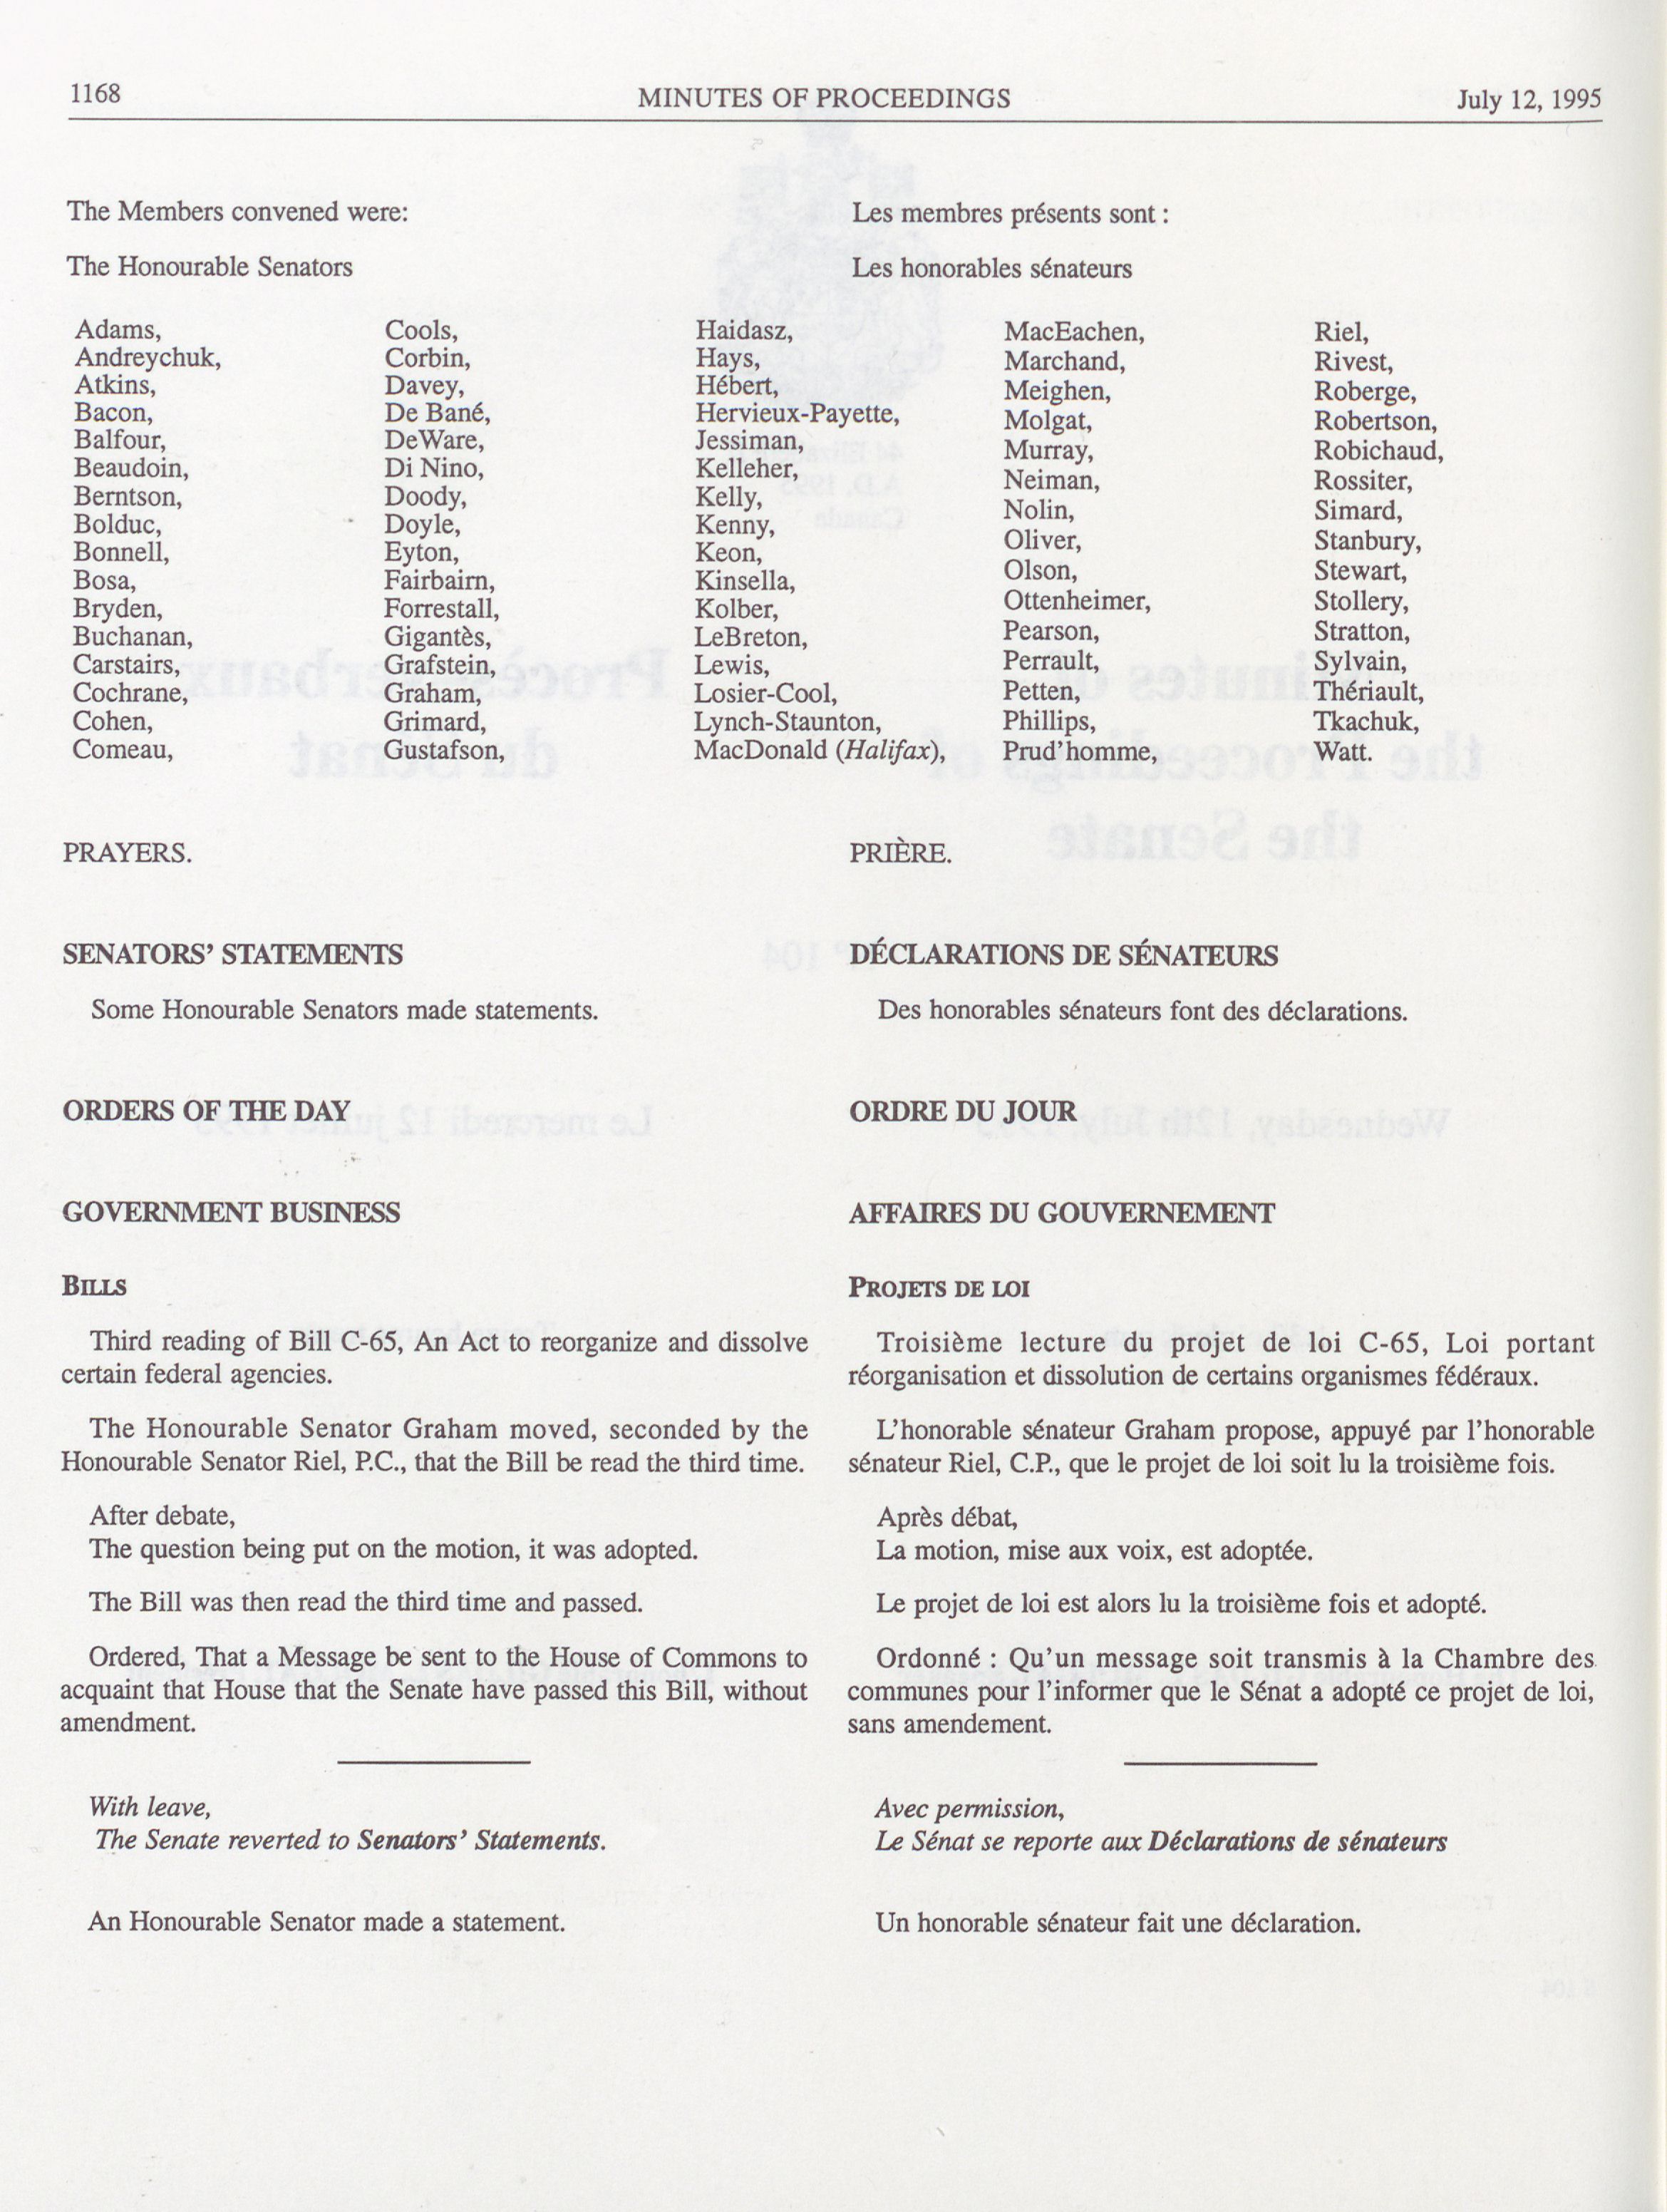 1168
MINUTES OF PROCEEDINGS
July 12, 1995
The Members convened were:
The Honourable Senators
Les membres présents sont :
Les honorables sénateurs
Adams,
Andreychuk,
Atkins,
Bacon,
Balfour,
Beaudoin,
Berntson,
Bolduc,
Bonnell,
Bosa,
Bryden,
Buchanan,
Carstairs,
Cochrane,
Cohen,
Comeau,
Cools,
Corbin,
Davey,
De Bané,
DeWare,
Di Nino,
Doody,
Doyle,
Eyton,
Fairbairn,
Forrestall,
Gigantès,
Grafstein,
Graham,
Grimard,
Gustafson,
Haidasz,
Hays,
Hébert,
Hervieux-Payette,
Jessiman,
Kelleher,
Kelly,
Kenny,
Keon,
Kinsella,
Kolber,
LeBreton,
Lewis,
Losier-Cool,
Lynch-Staunton,
MacDonald (Halifax),
MacEachen,
Marchand,
Meighen,
Molgat,
Murray,
Neiman,
Nolin,
Oliver,
Olson,
Ottenheimer,
Pearson,
Perrault,
Petten,
Phillips,
Prud'homme,
Riel,
Rivest,
Roberge,
Robertson,
Robichaud,
Rossiter,
Simard,
Stanbury,
Stewart,
Stollery,
Stratton,
Sylvain,
Thériault,
Tkachuk,
Watt.
PRAYERS.
SENATORS' STATEMENTS
Some Honourable Senators made statements.
ORDERS OF THE DAY
GOVERNMENT BUSINESS
BILLS
Third reading of Bill C-65, An Act to reorganize and dissolve
certain federal agencies.
The Honourable Senator Graham moved, seconded by the
Honourable Senator Riel, P.C., that the Bill be read the third time.
After debate,
The question being put on the motion, it was adopted.
The Bill was then read the third time and passed.
Ordered, That a Message be sent to the House of Commons to
acquaint that House that the Senate have passed this Bill, without
amendment.
With leave,
The Senate reverted to Senators' Statements.
An Honourable Senator made a statement.
PRIÈRE.
DÉCLARATIONS DE SÉNATEURS
Des honorables sénateurs font des déclarations.
ORDRE DU JOUR
AFFAIRES DU GOUVERNEMENT
PROJETS DE LOI
Troisième lecture du projet de loi C-65, Loi portant
réorganisation et dissolution de certains organismes fédéraux.
L'honorable sénateur Graham propose, appuyé par l'honorable
sénateur Riel, C.P., que le projet de loi soit lu la troisième fois.
Après débat,
La motion, mise aux voix, est adoptée.
Le projet de loi est alors lu la troisième fois et adopté.
Ordonné : Qu'un message soit transmis à la Chambre des
communes pour l'informer que le Sénat a adopté ce projet de loi,
sans amendement.
Avec permission,
Le Sénat se reporte aux Déclarations de sénateurs
Un honorable sénateur fait une déclaration.